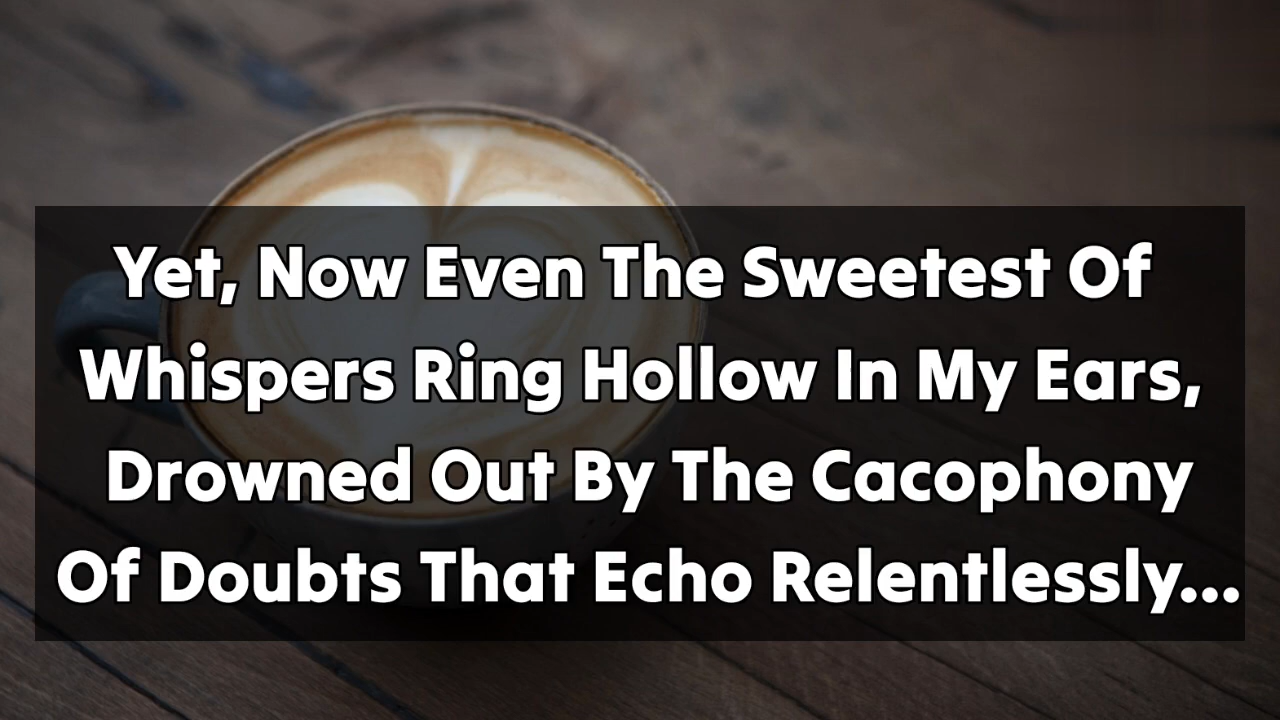 Yet, Now Even The Sweetest Of
Whispers Ring Hollow In My Ears,
Drowned Out By The Cacophony
Of Doubts That Echo Relentlessly...